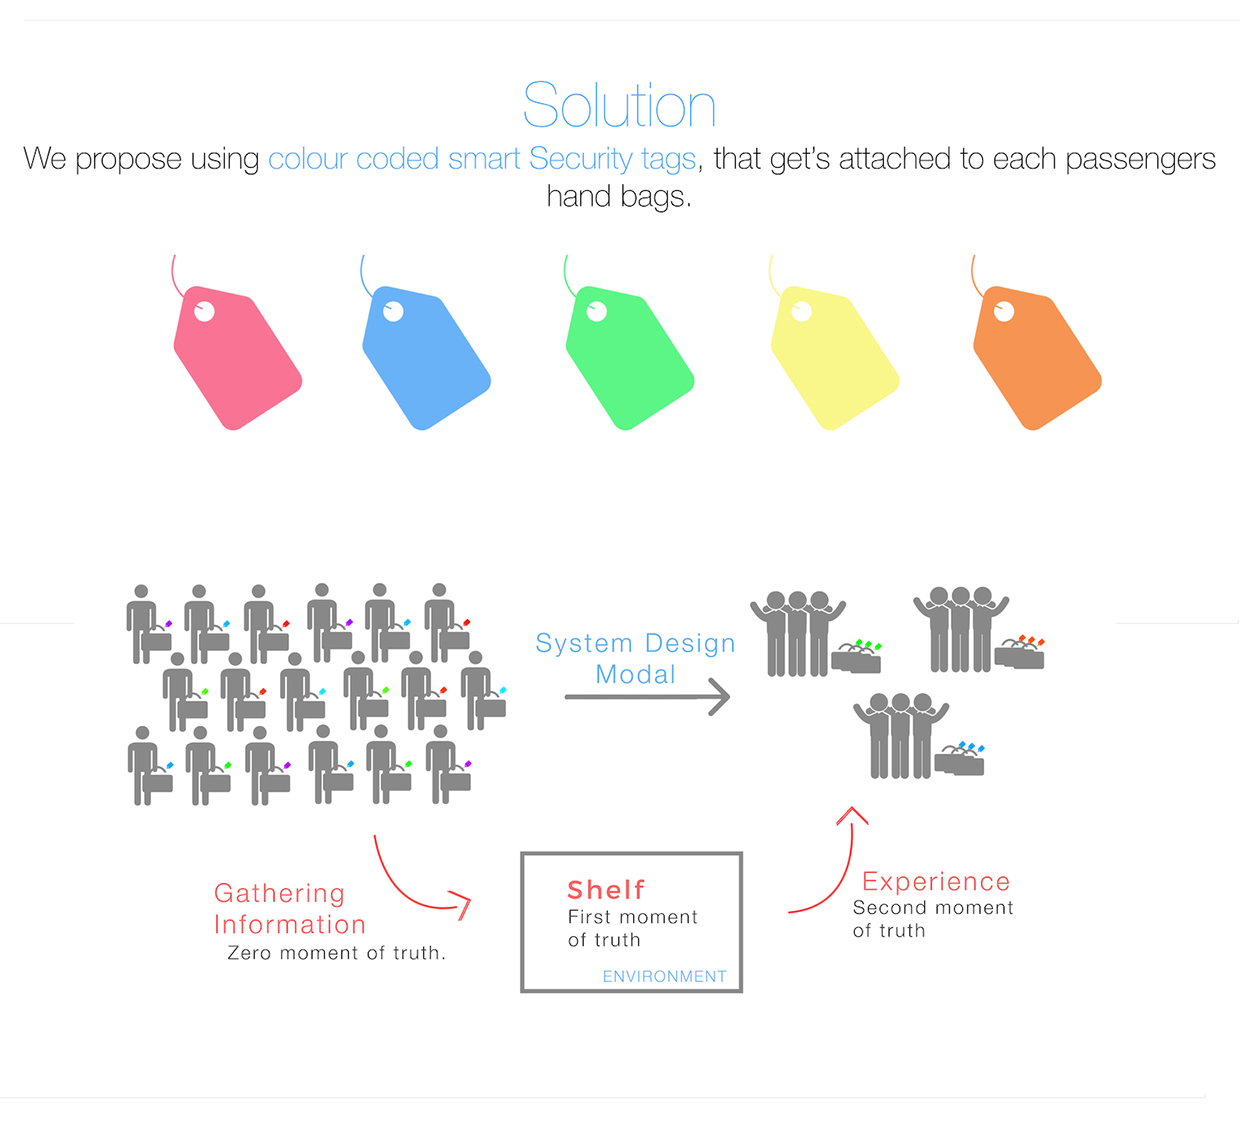 Solution
We propose using colour coded smart Security tags, that get's attached to each passengers
hand bags.
System Design
Modal
Gathering
Information
Zero moment of truth.
Shelf
First moment
of truth
ENVIRONMENT
Experience
Second moment
of truth